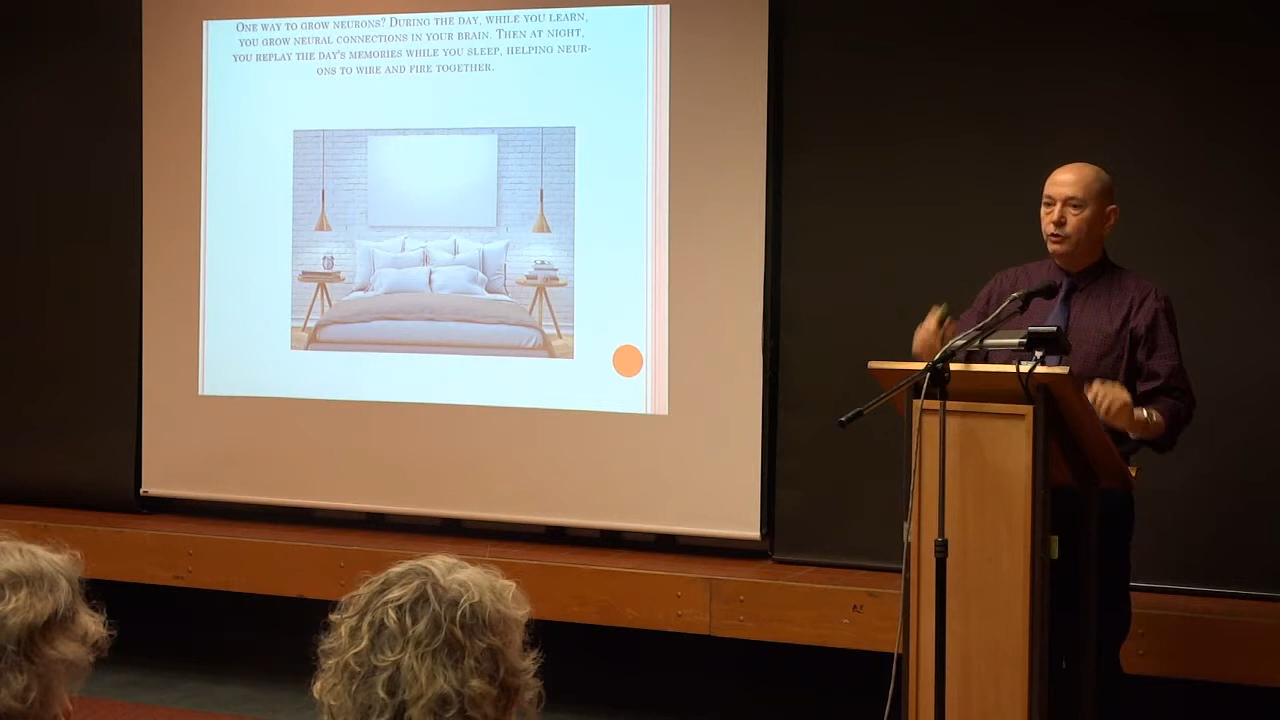 ONE WAY TO GROW NEURONS? DURING THE DAY, WHILE YOU LEARN,
YOU GROW NEURAL CONNECTIONS IN YOUR BRAIN. THEN AT NIGHT,
YOU REPLAY THE DAY'S MEMORIES WHILE YOU SLEEP, HELPING NEUR-
ONS TO WIRE AND FIRE TOGETHER.